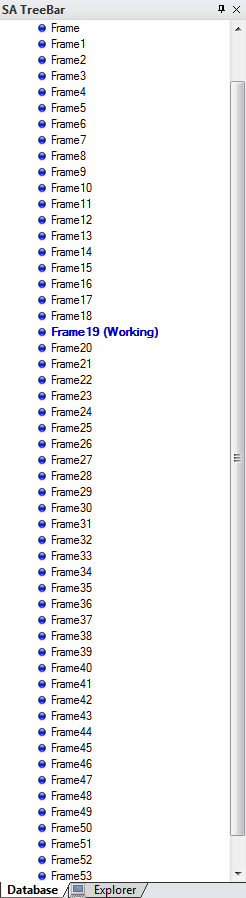 SA TreeBar
Frame
Frame1
Frame2
Frame3
Frame4
Frame5
Frame6
Frame7
Frame8
Frame9
Frame10
Frame11
Frame12
Frame13
Frame14
Frame15
Frame16
Frame17
Frame18
Frame19 (Working)
Frame20
Frame21
Frame22
Frame23
Frame24
Frame25
Frame26
Frame27
Frame28
Frame29
Frame30
Frame31
Frame32
Frame33
Frame34
Frame35
Frame36
Frame37
Frame38
Frame39
Frame40
Frame41
Frame42
Frame43
Frame44
Frame45
Frame46
Frame47
Frame48
Frame49
Frame50
Frame51
Frame52
Frame53
Database Explorer